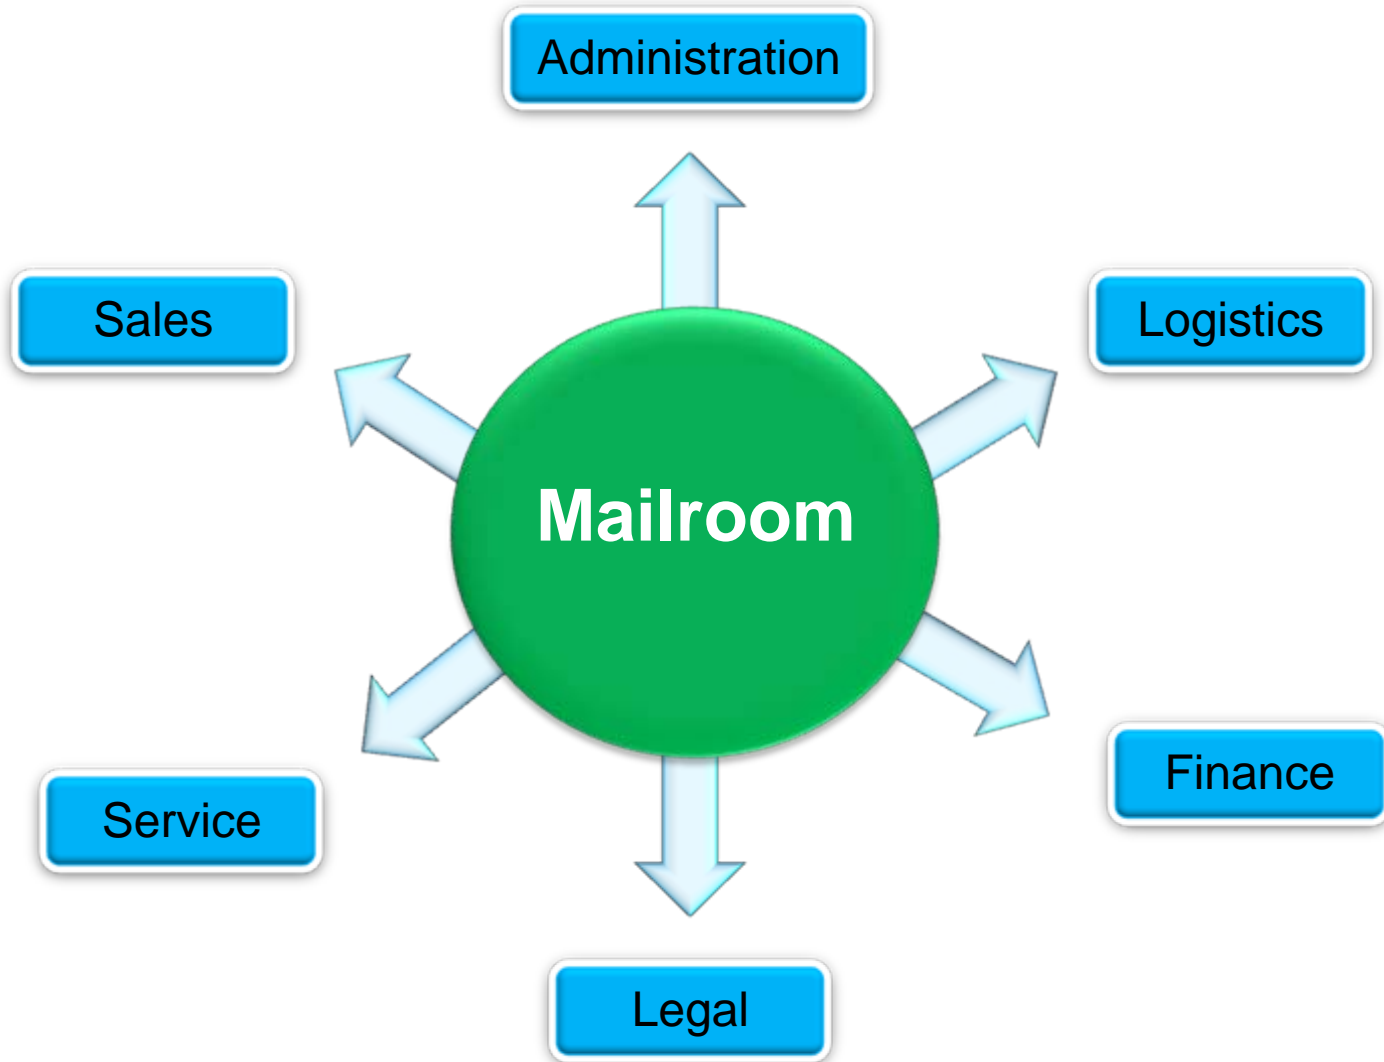 Administration
Sales
Logistics
Mailroom
Service
Finance
Legal